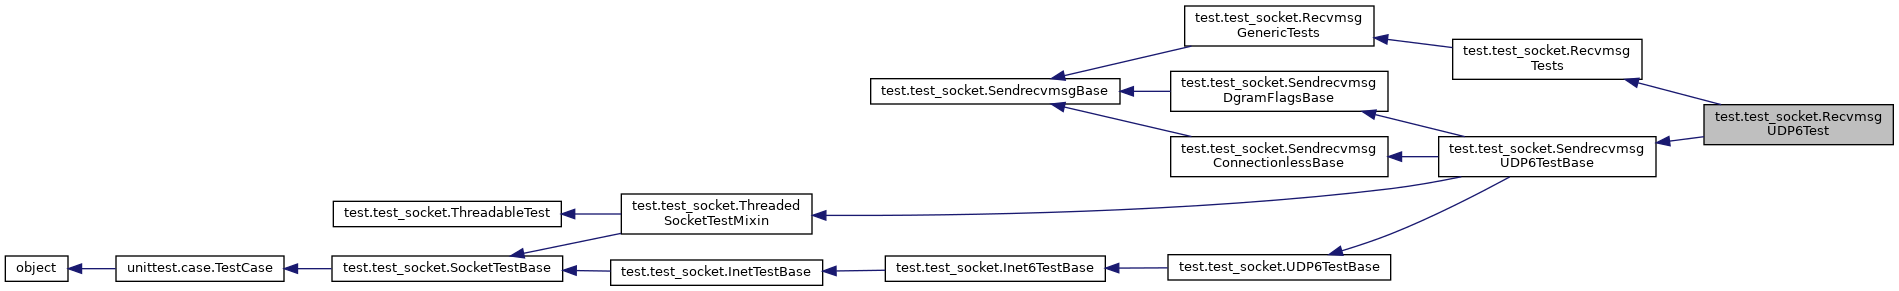 test.test_socket.Recvmsg
GenericTests
test.test_socket.Recvmsg
Tests
test.test_socket.Sendrecvmsg
DgramFlagsBase
test.test_socket.SendrecvmsgBase
test.test_socket.Recvmsg
UDP6Test
test.test_socket.Sendrecvmsg
ConnectionlessBase
test.test_socket.Sendrecvmsg
UDP6TestBase
test.test_socket.ThreadableTest
test.test_socket.Threaded
SocketTestMixin
object
unittest.case.TestCase
test.test_socket.SocketTestBase
test.test_socket.InetTestBase
test.test_socket.Inet6TestBase
test.test_socket.UDP6TestBase